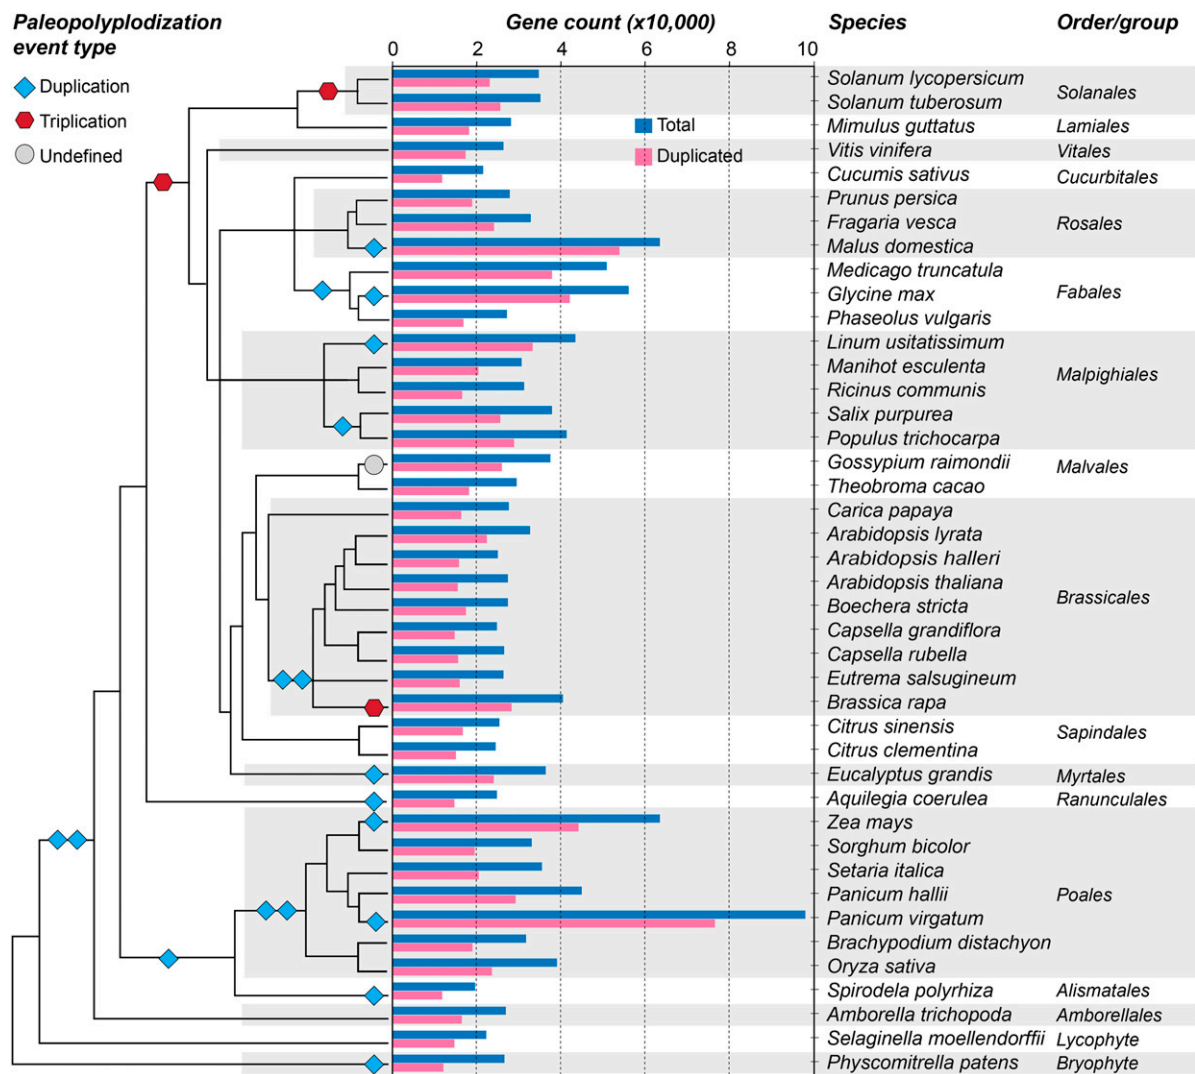 Paleopolyplodization
event type
Duplication
Triplication
Undefined
Gene count (x10,000)
0 2 4 6 8 10
Total
Duplicated
Species Order/group
Solanum lycopersicum
Solanales
Solanum tuberosum
Mimulus guttatus Lamiales
Vitis vinifera Vitales
Cucumis sativus Cucurbitales
Prunus persica
Fragaria vesca Rosales
Malus domestica
Medicago truncatula
Glycine max Fabales
Phaseolus vulgaris
Linum usitatissimum
Manihot esculenta
Malpighiales
Ricinus communis
Salix purpurea
Populus trichocarpa
Gossypium raimondii
Malvales
Theobroma cacao
Carica papaya
Arabidopsis lyrata
Arabidopsis halleri
Arabidopsis thaliana
Brassicales
Boechera stricta
Capsella grandiflora
Capsella rubella
Eutrema salsugineum
Brassica rapa
Citrus sinensis
Sapindales
Citrus clementina
Eucalyptus grandis Myrtales
Aquilegia coerulea Ranunculales
Zea mays
Sorghum bicolor
Setaria italica
Panicum hallii Poales
Panicum virgatum
Brachypodium distachyon
Oryza sativa
Spirodela polyrhiza Alismatales
Amborella trichopoda Amborellales
Selaginella moellendorffii Lycophyte
Physcomitrella patens Bryophyte